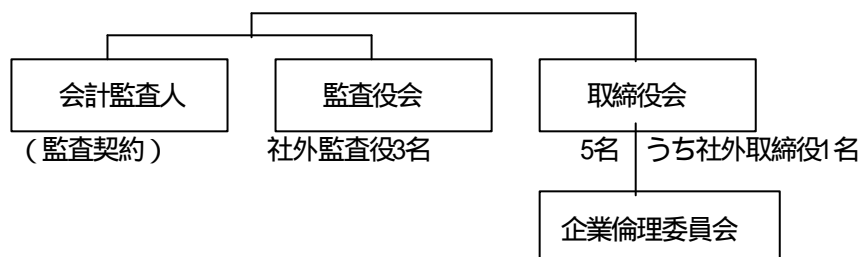 会計監査人
監査役会
取締役会
（監査契約）
社外監査役3名
5名 うち社外取締役1名
企業倫理委員会